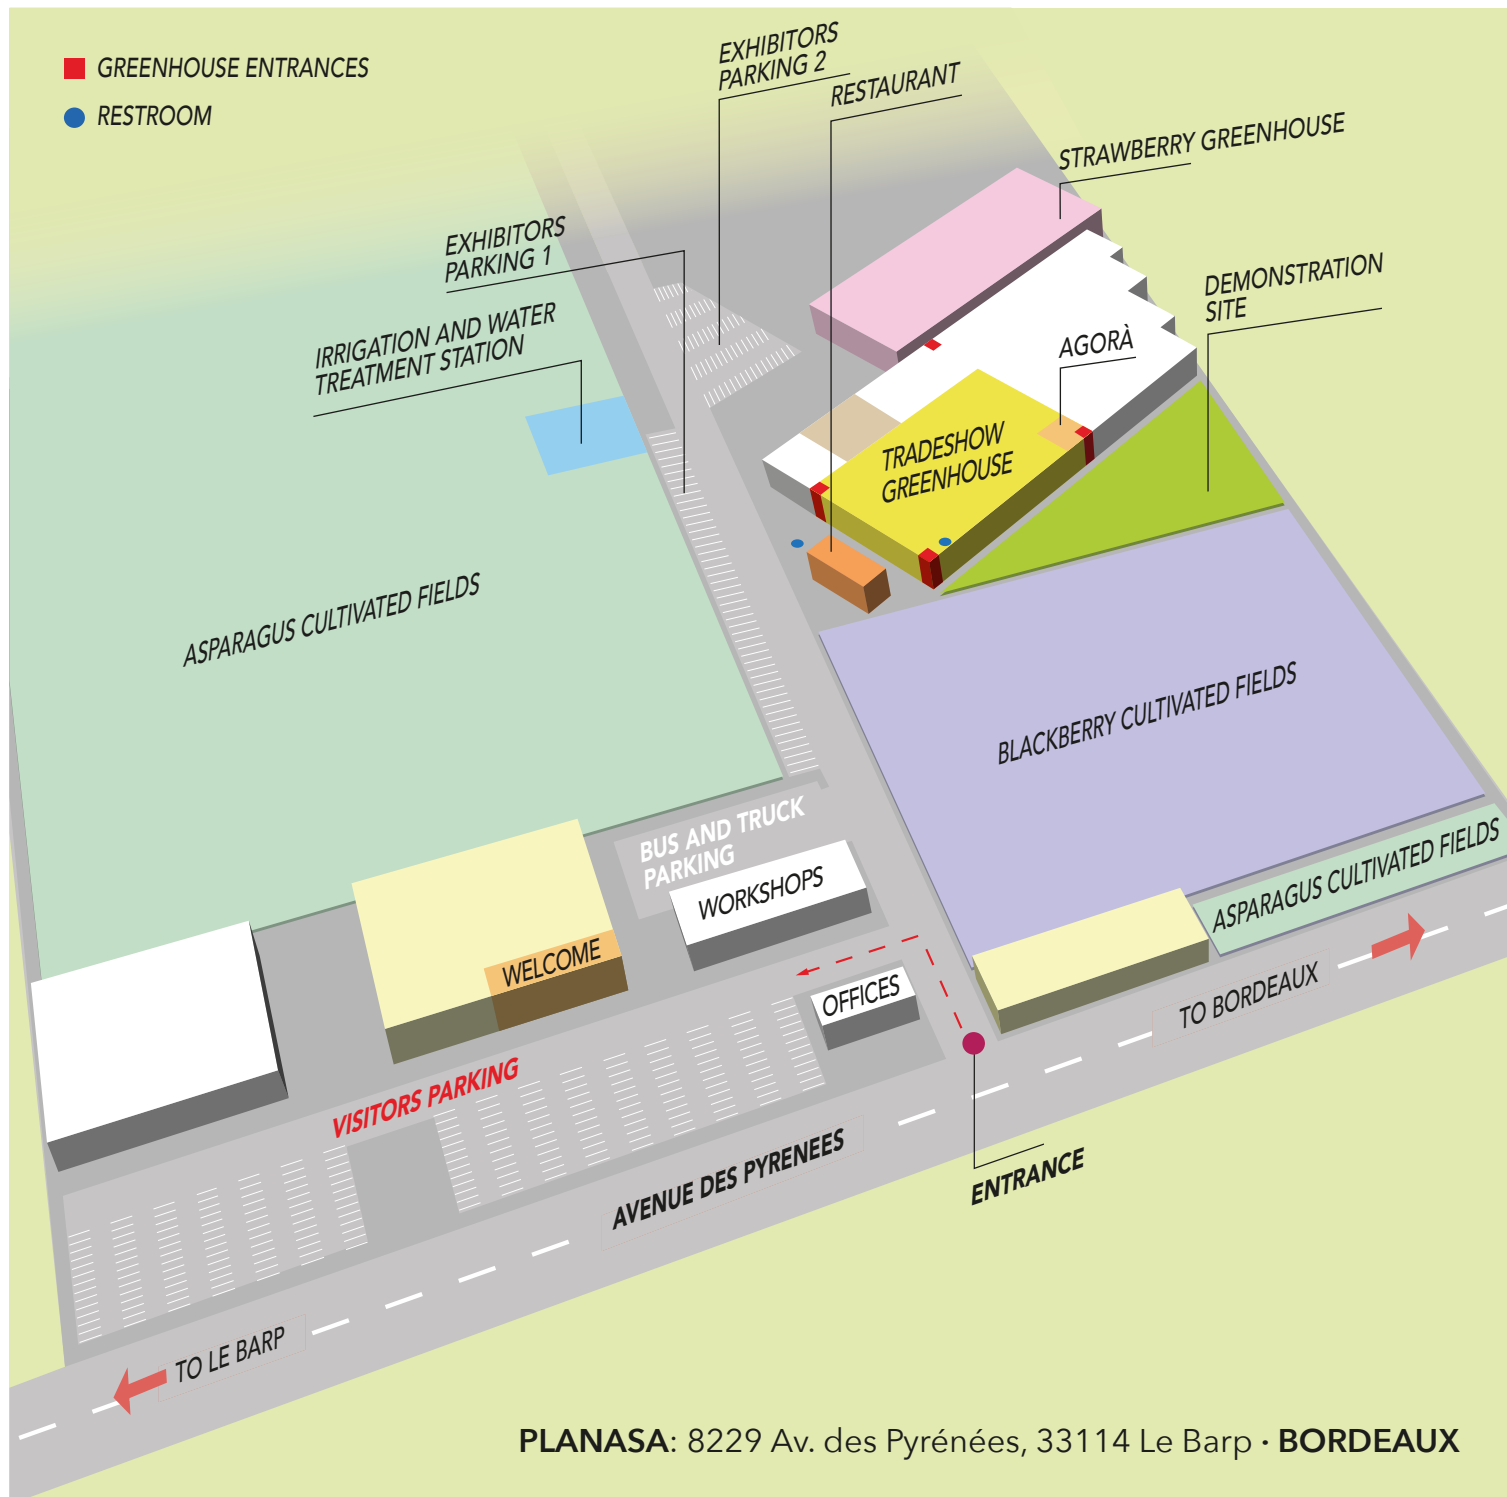 GREENHOUSE ENTRANCES
RESTROOM
EXHIBITORS
PARKING 2
RESTAURANT
STRAWBERRY GREENHOUSE
EXHIBITORS
PARKING 1
DEMONSTRATION
SITE
IRRIGATION AND WATER
TREATMENT STATION
AGORÀ
TRADESHOW
GREENHOUSE
ASPARAGUS CULTIVATED FIELDS
BLACKBERRY CULTIVATED FIELDS
BUS AND TRUCK
PARKING
WORKSHOPS
ASPARAGUS CULTIVATED FIELDS
WELCOME
OFFICES
TO BORDEAUX
VISITORS PARKING
AVENUE DES PYRENEES
ENTRANCE
TO LE BARP
PLANASA: 8229 Av. des Pyrénées, 33114 Le Barp · BORDEAUX